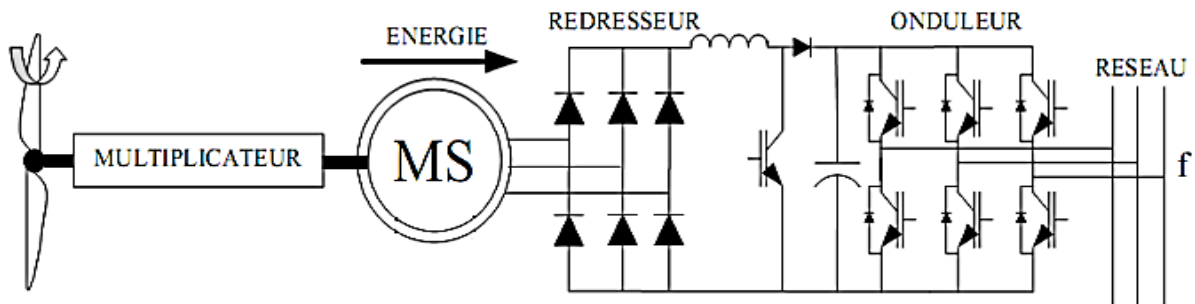 REDRESSEUR
ONDULEUR
ENERGIE
RESEAU
MULTIPLICATEUR
MS
f